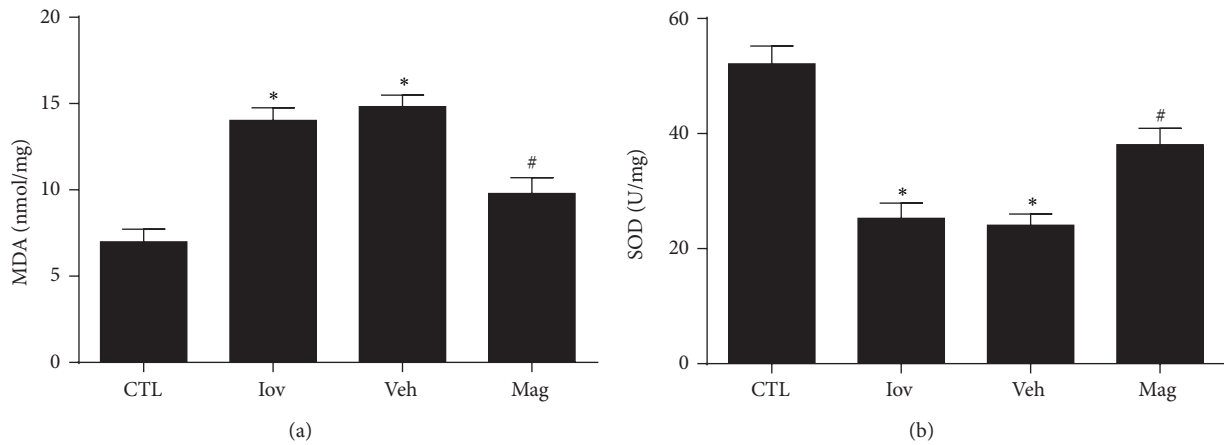 MDA (nmol/mg)
20
15
10
5
0
*
*
#
CTL
Iov
Veh
Mag
(a)
SOD (U/mg)
60
40
20
0
*
*
#
CTL
Iov
Veh
Mag
(b)